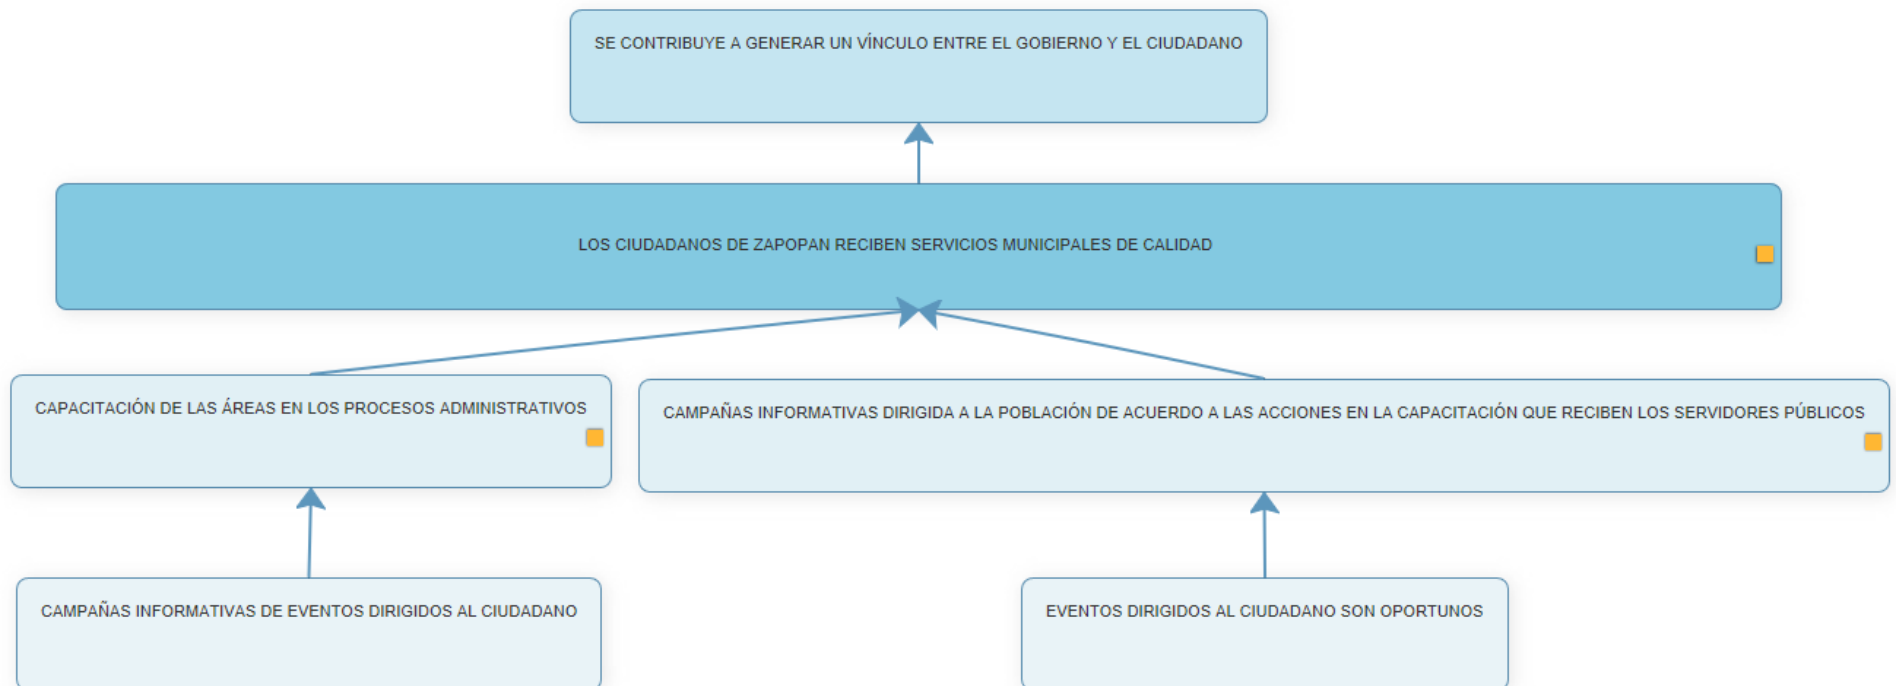 SE CONTRIBUYE A GENERAR UN VÍNCULO ENTRE EL GOBIERNO Y EL CIUDADANO
LOS CIUDADANOS DE ZAPOPAN RECIBEN SERVICIOS MUNICIPALES DE CALIDAD
CAPACITACIÓN DE LAS ÁREAS EN LOS PROCESOS ADMINISTRATIVOS
CAMPAÑAS INFORMATIVAS DIRIGIDA A LA POBLACIÓN DE ACUERDO A LAS ACCIONES EN LA CAPACITACIÓN QUE RECIBEN LOS SERVIDORES PÚBLICOS
CAMPAÑAS INFORMATIVAS DE EVENTOS DIRIGIDOS AL CIUDADANO
EVENTOS DIRIGIDOS AL CIUDADANO SON OPORTUNOS